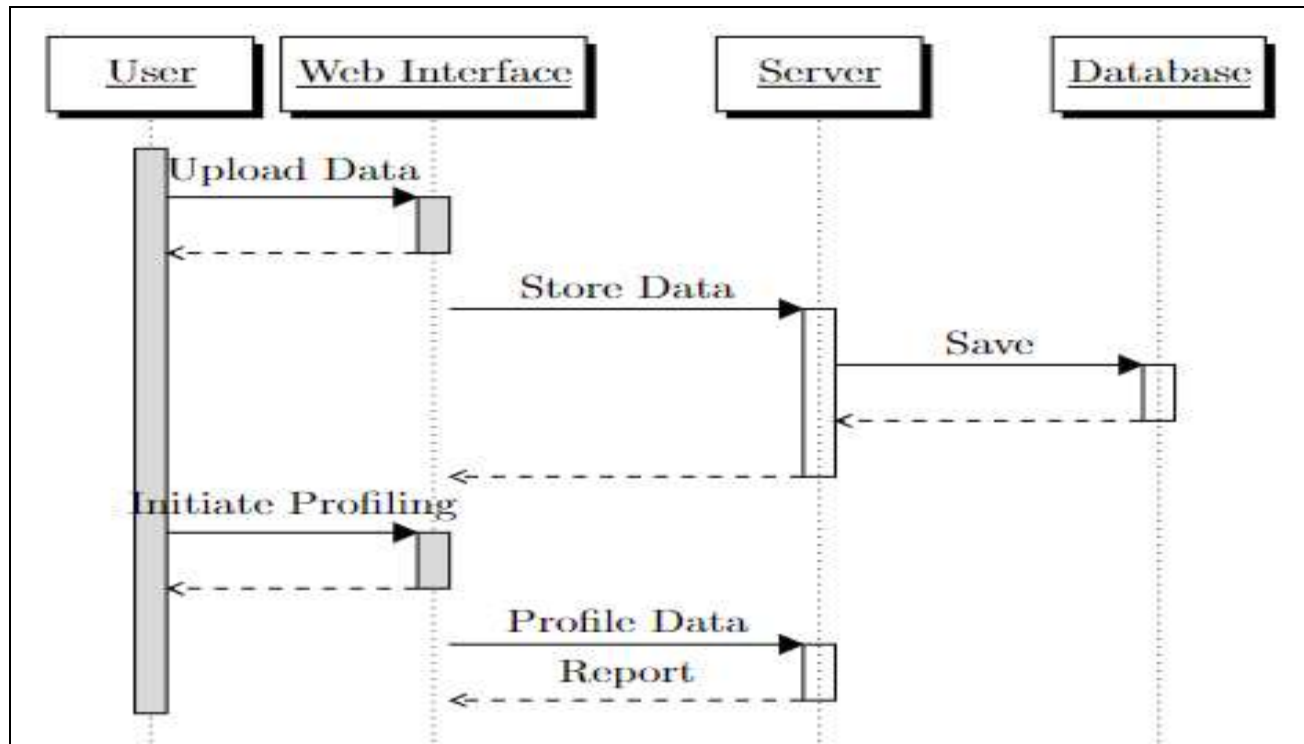 User
Web Interface
Server
Database
Upload Data
Store Data
Save
Initiate Profiling
Profile Data
Report